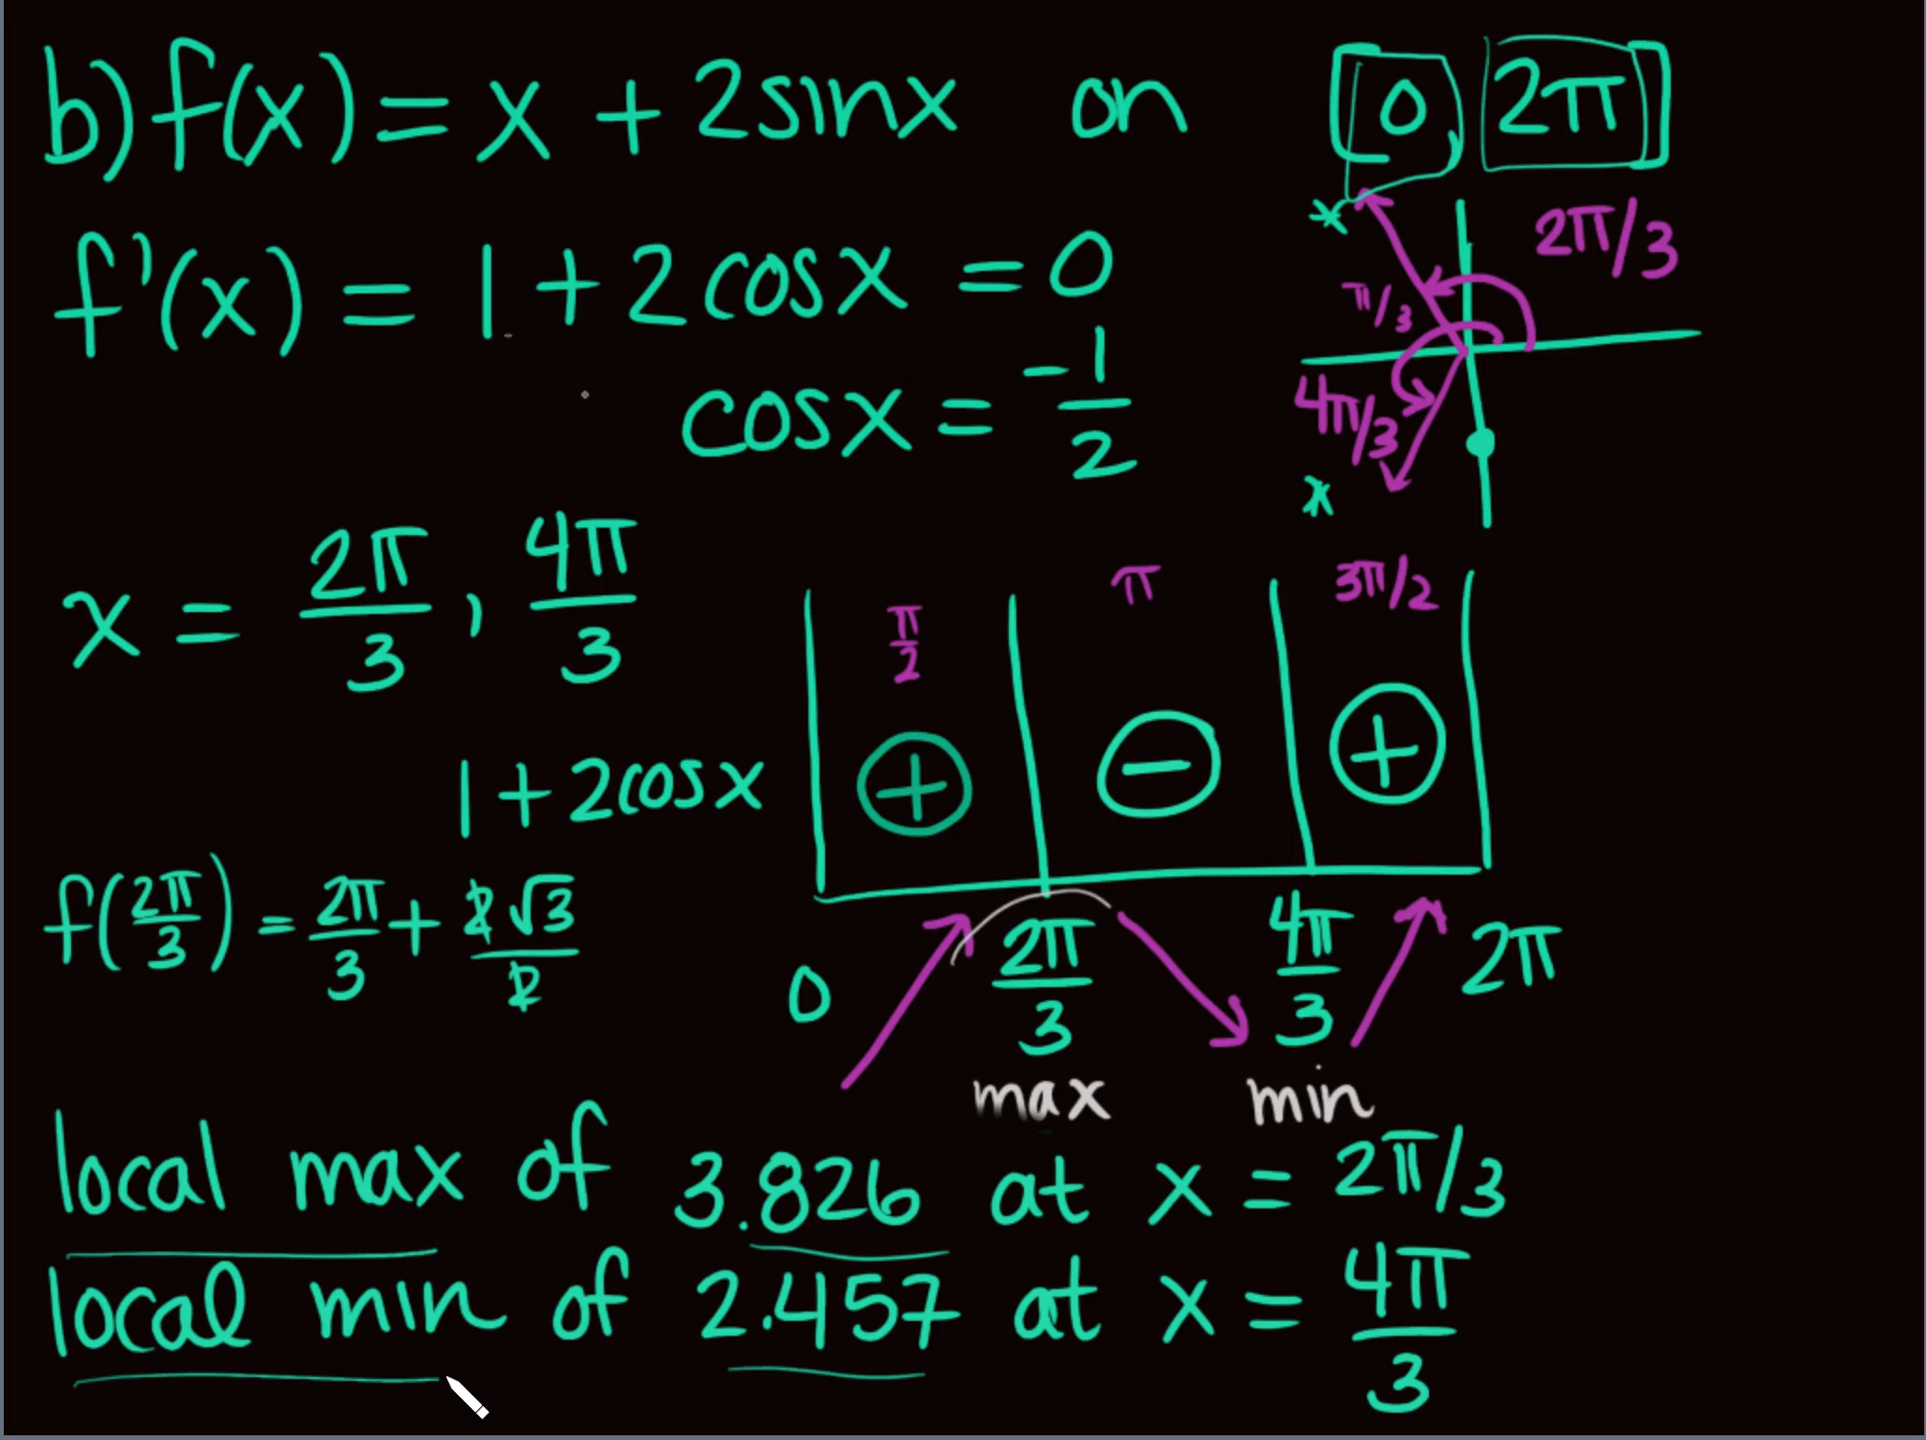 b) f(x) = x + 2sinx on [0, 2π]
f'(x) = 1 + 2cosx = 0
2π/3
π/3
cosx = -1/2
4π/3
x = 2π/3, 4π/3
π/2 π 3π/2
1 + 2cosx + − +
f(2π/3) = 2π/3 + 2√3/2
0 2π/3 4π/3 2π
max min
local max of 3.826 at x = 2π/3
local min of 2.457 at x = 4π/3